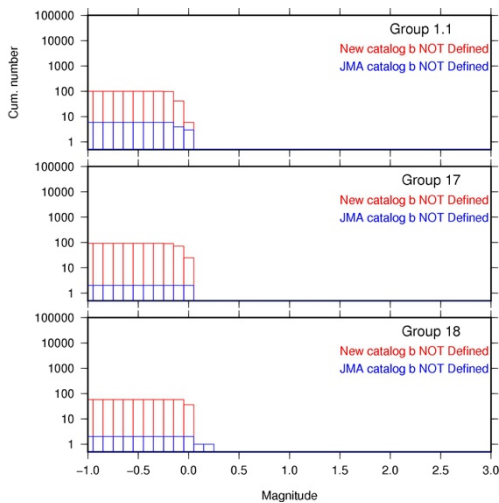 100000
10000
1000
100
10
1
Cum. number
Group 1.1
New catalog b NOT Defined
JMA catalog b NOT Defined
100000
10000
1000
100
10
1
Group 17
New catalog b NOT Defined
JMA catalog b NOT Defined
100000
10000
1000
100
10
1
Group 18
New catalog b NOT Defined
JMA catalog b NOT Defined
−1.0 −0.5 0.0 0.5 1.0 1.5 2.0 2.5 3.0
Magnitude